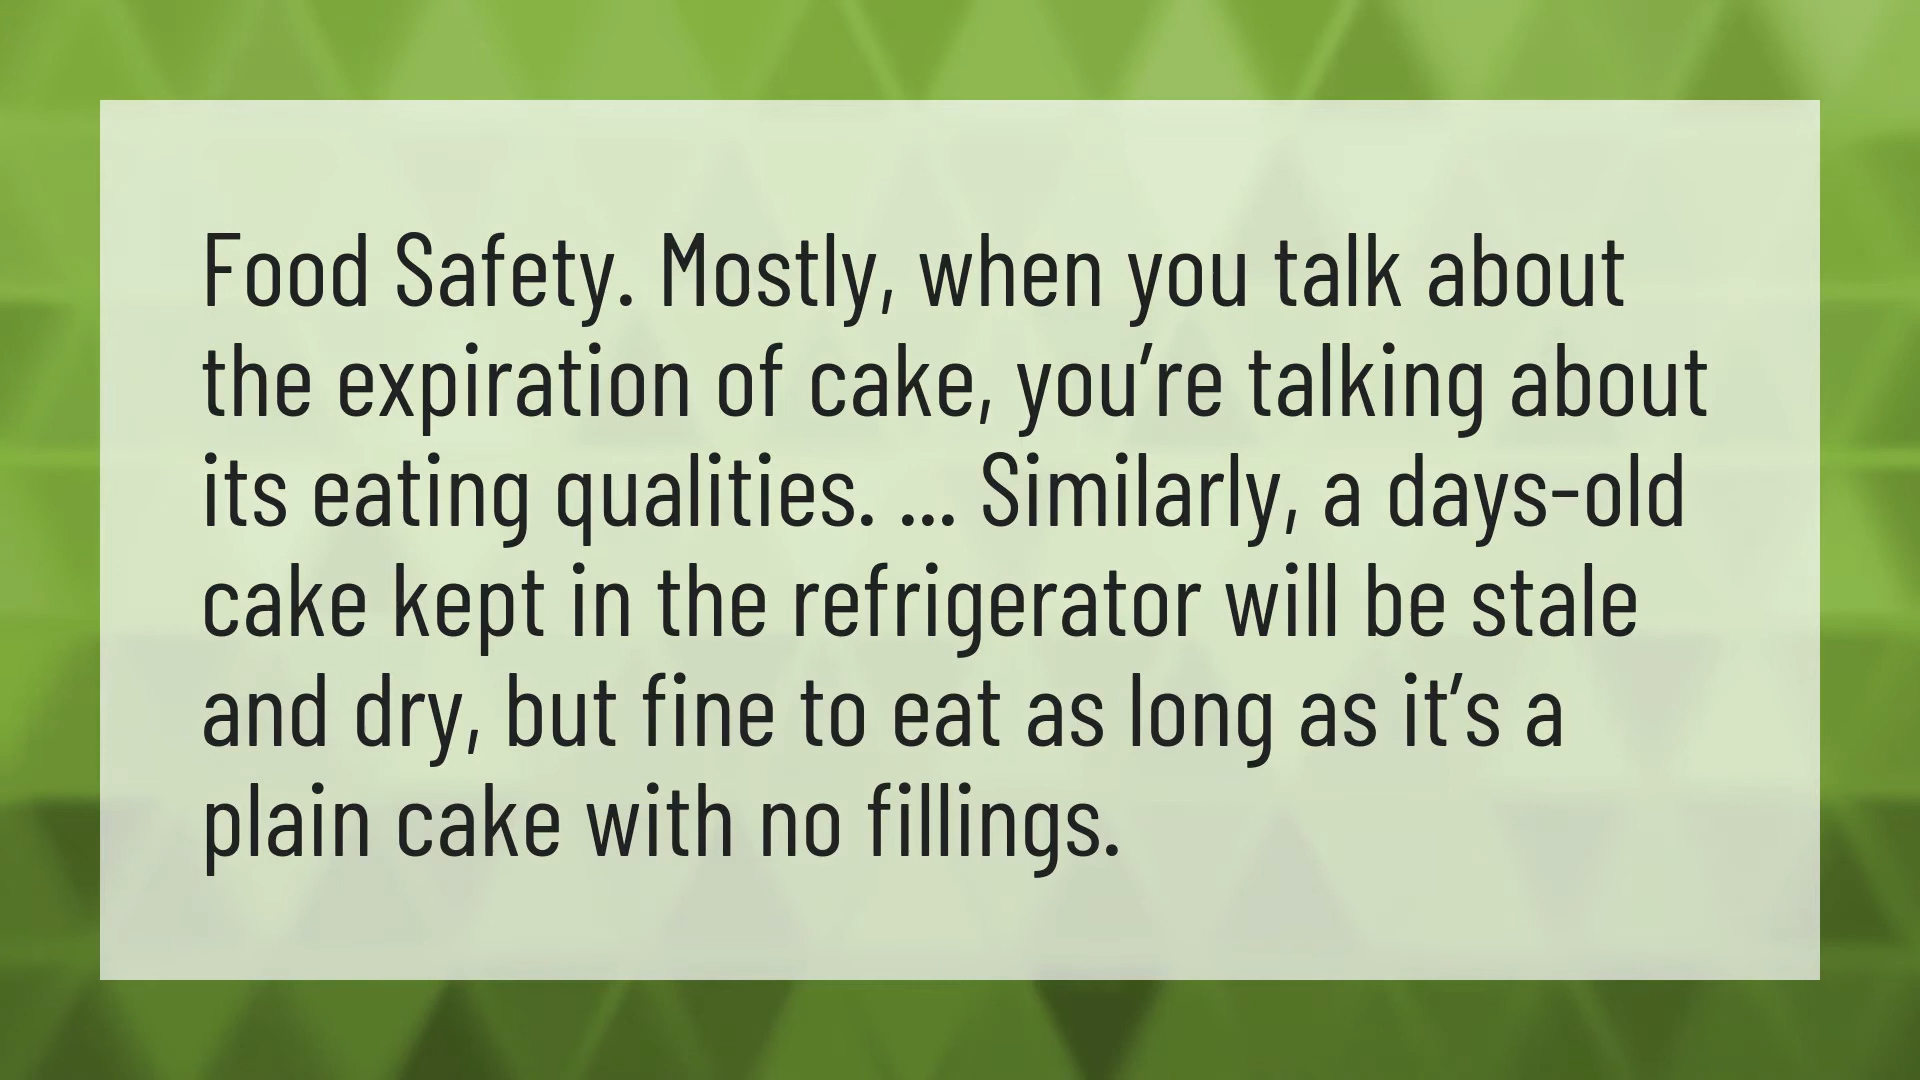 Food Safety. Mostly, when you talk about
the expiration of cake, you’re talking about
its eating qualities. ... Similarly, a days-old
cake kept in the refrigerator will be stale
and dry, but fine to eat as long as it’s a
plain cake with no fillings.